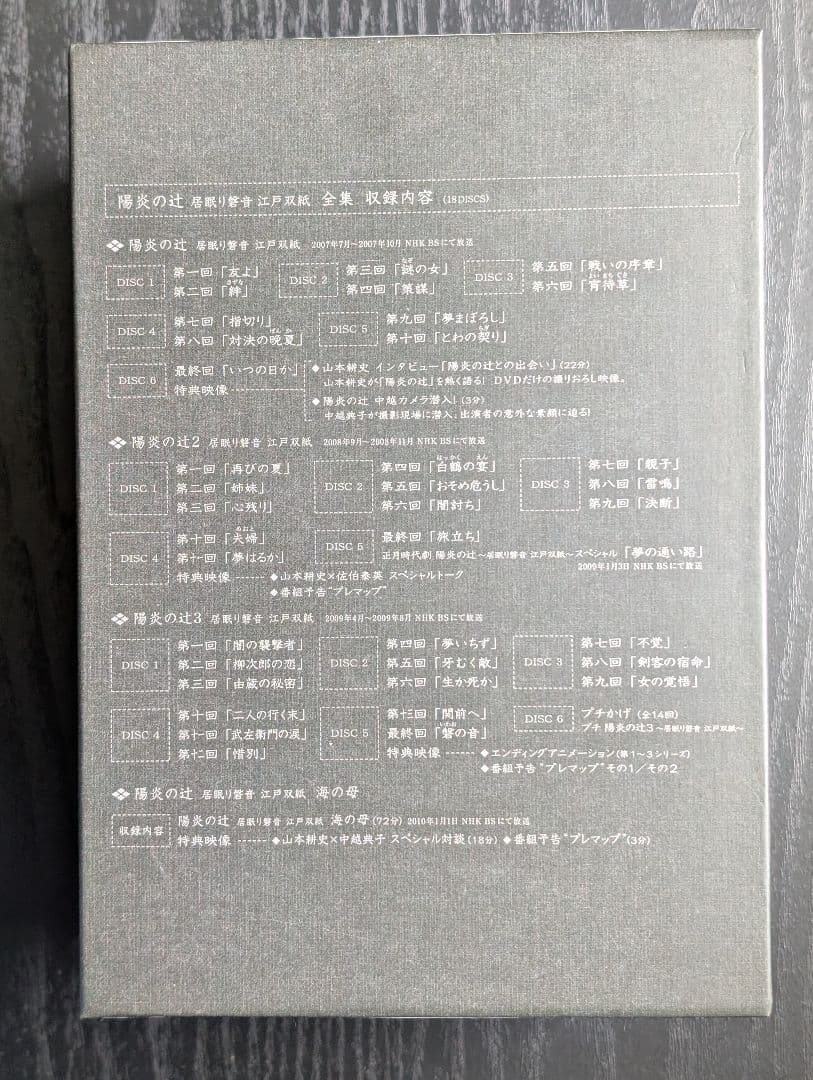 陽炎の辻 居眠り磐音 江戸双紙 全集 収録内容 (18DISCS)
陽炎の辻 居眠り磐音 江戸双紙 2007年7月〜2007年10月 NHK BSにて放送
DISC 1
第一回「友よ」
第二回「絆」
きずな
DISC 2
第三回「謎の女」
なぞ
第四回「策謀」
DISC 3
第五回「戦いの序章」
第六回「宵待草」
よいまちぐさ
DISC 4
第七回「指切り」
第八回「対決の晩夏」
ばんか
DISC 5
第九回「夢まぼろし」
第十回「とわの契り」
ちぎ
DISC 6
最終回「いつの日か」
特典映像
◆山本耕史 インタビュー「陽炎の辻との出会い」(22分)
山本耕史が「陽炎の辻」を熱く語る! DVDだけの撮りおろし映像。
◆陽炎の辻 中越カメラ潜入!(3分)
中越典子が撮影現場に潜入。出演者の意外な素顔に迫る!
陽炎の辻2 居眠り磐音 江戸双紙 2008年9月〜2008年11月 NHK BSにて放送
DISC 1
第一回「再びの夏」
第二回「姉妹」
第三回「心残り」
DISC 2
第四回「白鶴の宴」
はっかく えん
第五回「おそめ危うし」
第六回「闇討ち」
DISC 3
第七回「親子」
第八回「雷鳴」
第九回「決断」
DISC 4
第十回「夫婦」
めおと
第十一回「夢はるか」
特典映像
◆山本耕史×佐伯泰英 スペシャルトーク
◆番組予告“プレマップ”
DISC 5
最終回「旅立ち」
正月時代劇 陽炎の辻〜居眠り磐音 江戸双紙〜スペシャル「夢の通い路」
2009年1月3日 NHK BSにて放送
陽炎の辻3 居眠り磐音 江戸双紙 2009年4月〜2009年8月 NHK BSにて放送
DISC 1
第一回「闇の襲撃者」
第二回「柳次郎の恋」
第三回「由蔵の秘密」
DISC 2
第四回「夢いちず」
第五回「牙むく敵」
第六回「生か死か」
DISC 3
第七回「不覚」
第八回「剣客の宿命」
第九回「女の覚悟」
DISC 4
第十回「二人の行く末」
第十一回「武左衛門の涙」
第十二回「惜別」
DISC 5
第十三回「関前へ」
最終回「磐の音」
いわお
特典映像
◆エンディングアニメーション(第1〜3シリーズ)
◆番組予告“プレマップ”その1/その2
DISC 6
プチかげ(全14回)
プチ 陽炎の辻3〜居眠り磐音 江戸双紙〜
陽炎の辻 居眠り磐音 江戸双紙 海の母
収録内容
陽炎の辻 居眠り磐音 江戸双紙 海の母(72分) 2010年1月1日 NHK BSにて放送
特典映像
◆山本耕史×中越典子 スペシャル対談(18分) ◆番組予告“プレマップ”(3分)